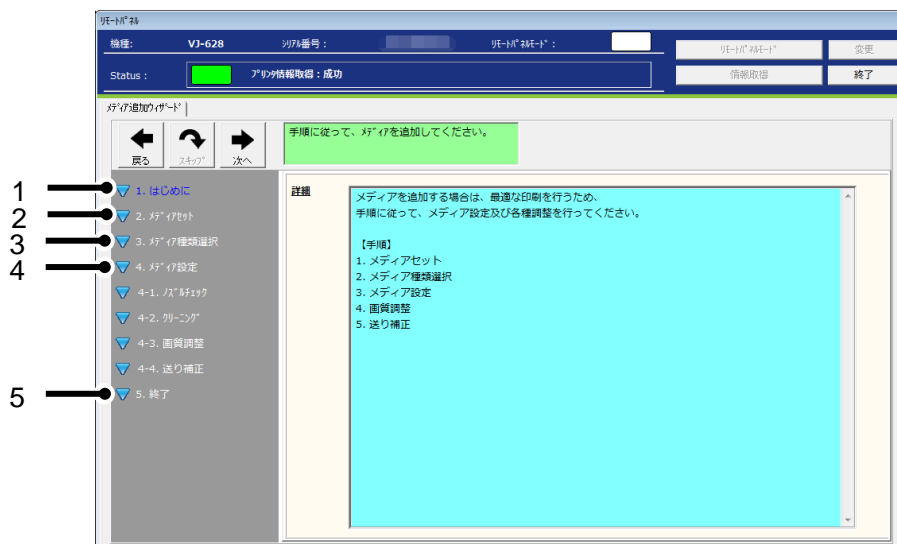 ﾘﾓｰﾄﾊﾟﾈﾙ
機種: VJ-628 ｼﾘｱﾙ番号 : ﾘﾓｰﾄﾊﾟﾈﾙﾓｰﾄﾞ :
ﾘﾓｰﾄﾊﾟﾈﾙﾓｰﾄﾞ 変更
Status : ﾌﾟﾘﾝﾀ情報取得 : 成功
情報取得 終了
ﾒﾃﾞｨｱ追加ｳｨｻﾞｰﾄﾞ
戻る ｽｷｯﾌﾟ 次へ
手順に従って、ﾒﾃﾞｨｱを追加してください。
1 1. はじめに
2 2. ﾒﾃﾞｨｱｾｯﾄ
3 3. ﾒﾃﾞｨｱ種類選択
4 4. ﾒﾃﾞｨｱ設定
4-1. ﾉｽﾞﾙﾁｪｯｸ
4-2. ｸﾘｰﾆﾝｸﾞ
4-3. 画質調整
4-4. 送り補正
5 5. 終了
詳細
メディアを追加する場合は、最適な印刷を行うため、
手順に従って、メディア設定及び各種調整を行ってください。
【手順】
1. メディアセット
2. メディア種類選択
3. メディア設定
4. 画質調整
5. 送り補正